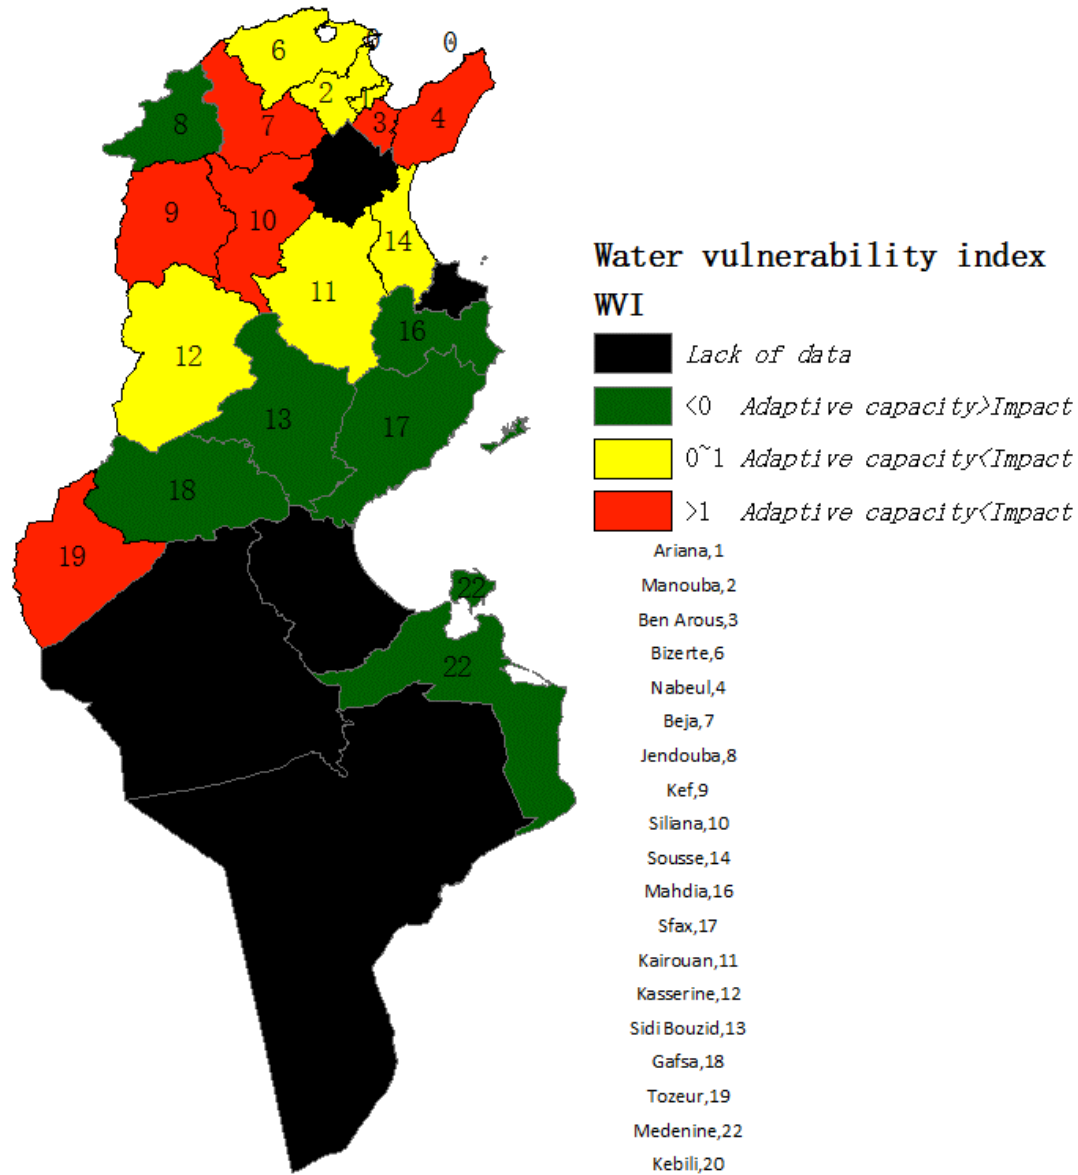 6
0
0
2
1
3
4
8
7
9
10
14
11
16
12
13
17
18
19
22
22
Water vulnerability index
WVI
Lack of data
<0 Adaptive capacity>Impact
0~1 Adaptive capacity<Impact
>1 Adaptive capacity<Impact
Ariana,1
Manouba,2
Ben Arous,3
Bizerte,6
Nabeul,4
Beja,7
Jendouba,8
Kef,9
Siliana,10
Sousse,14
Mahdia,16
Sfax,17
Kairouan,11
Kasserine,12
Sidi Bouzid,13
Gafsa,18
Tozeur,19
Medenine,22
Kebili,20